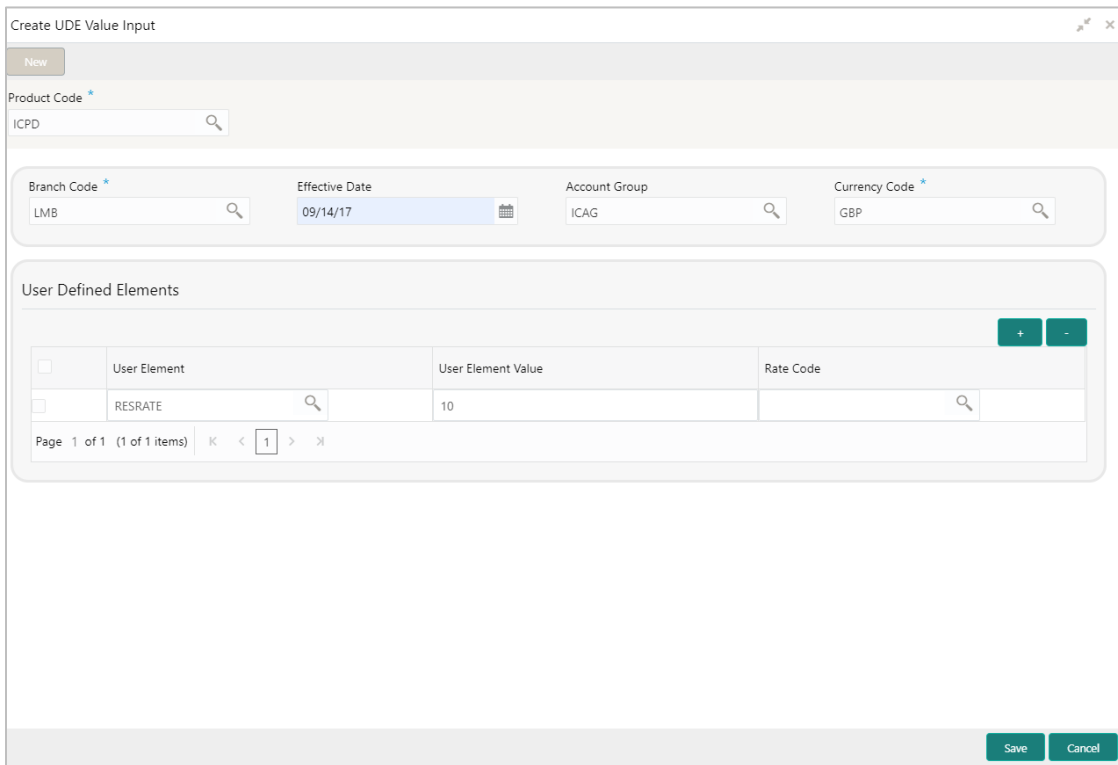 Create UDE Value Input
New
Product Code *
ICPD
Branch Code * Effective Date Account Group Currency Code *
LMB 09/14/17 ICAG GBP
User Defined Elements
+ -
User Element User Element Value Rate Code
RESRATE 10
Page 1 of 1 (1 of 1 items) K < 1 > >|
Save Cancel